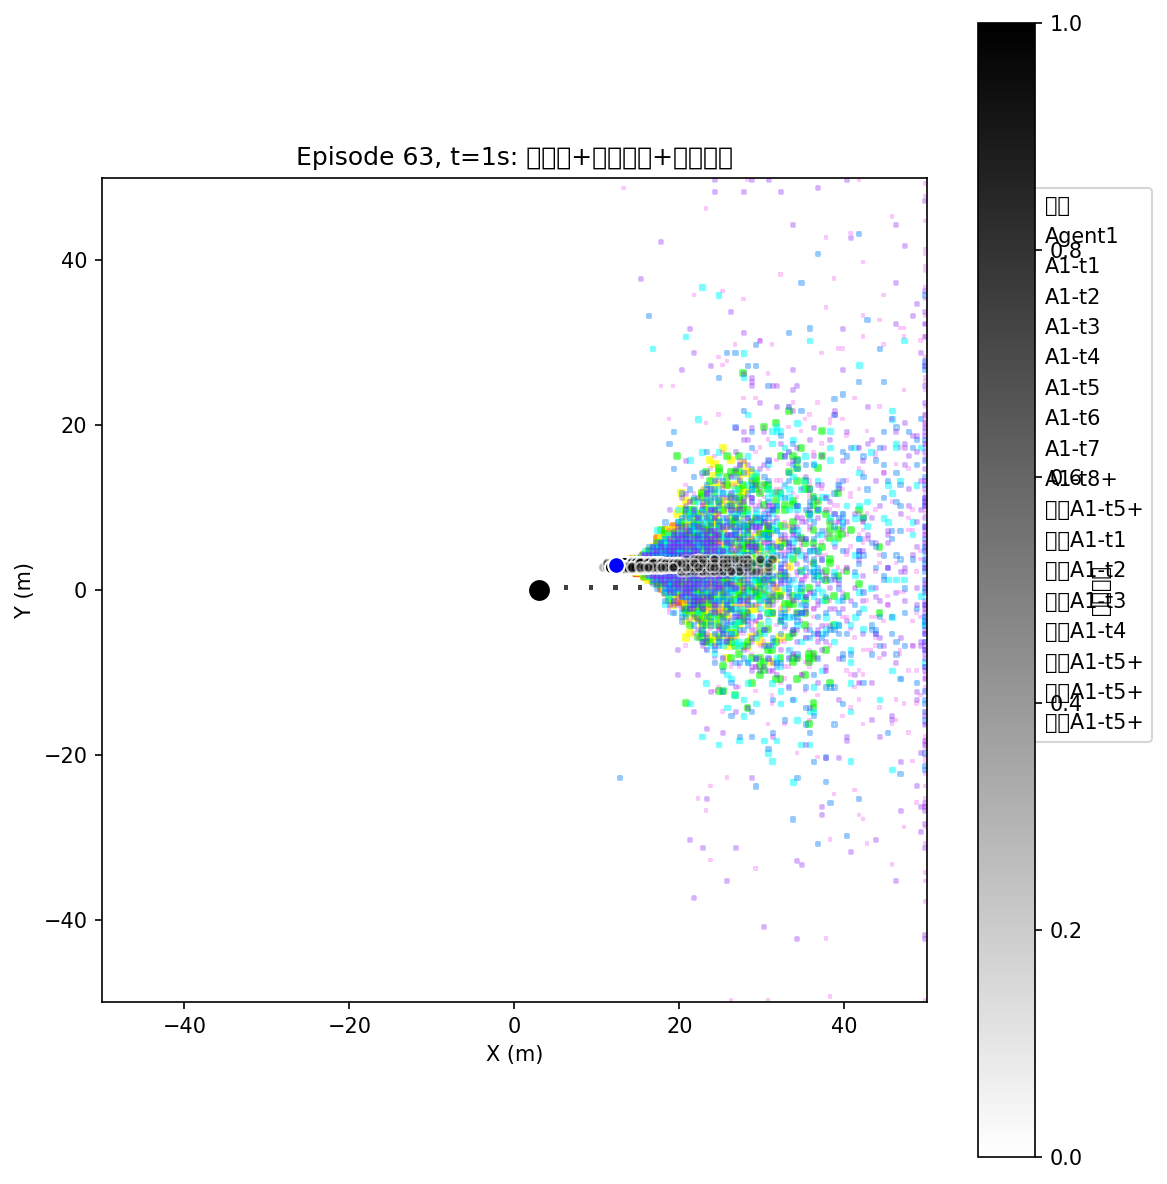 Episode 63, t=1s: □□□+□□□□+□□□□
40
20
0
−20
−40
Y (m)
−40
−20
0
20
40
X (m)
1.0
0.8
0.6
0.4
0.2
0.0
□□□
□□
Agent1
A1-t1
A1-t2
A1-t3
A1-t4
A1-t5
A1-t6
A1-t7
A1-t8+
□□A1-t5+
□□A1-t1
□□A1-t2
□□A1-t3
□□A1-t4
□□A1-t5+
□□A1-t5+
□□A1-t5+